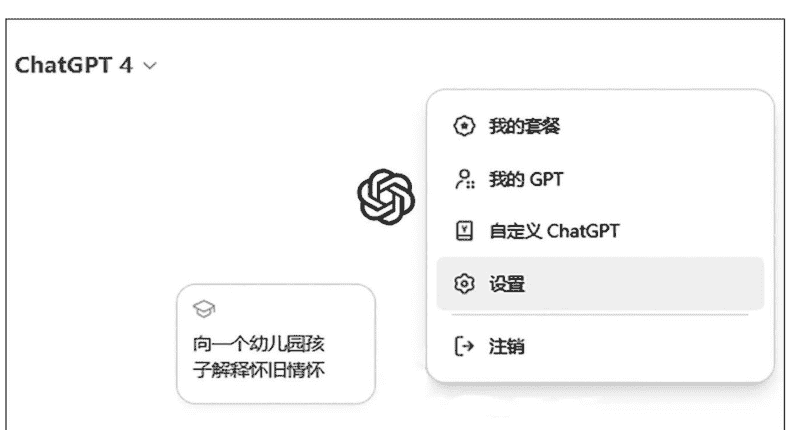 ChatGPT 4
我的套餐
我的 GPT
自定义 ChatGPT
设置
注销
向一个幼儿园孩
子解释怀旧情怀